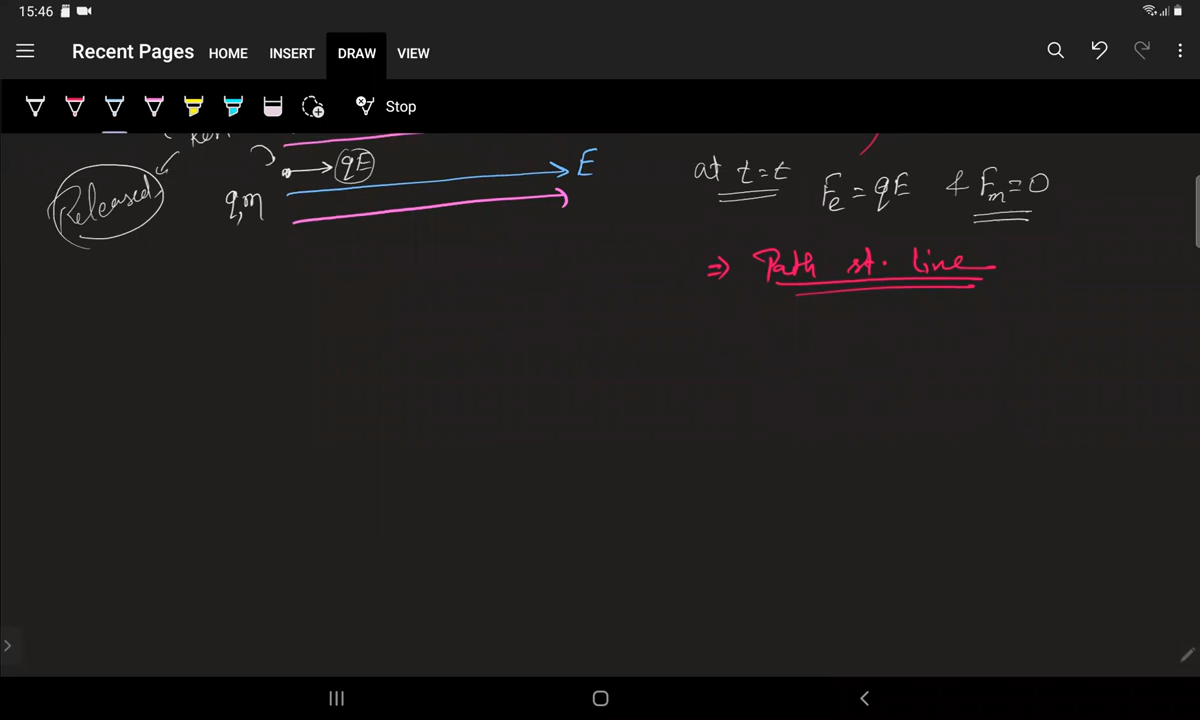 15:46
Recent Pages HOME INSERT DRAW VIEW
Stop
Released
qE
E
q,m
at t=t
Fe = qE & Fm = 0
⇒ Path st. line